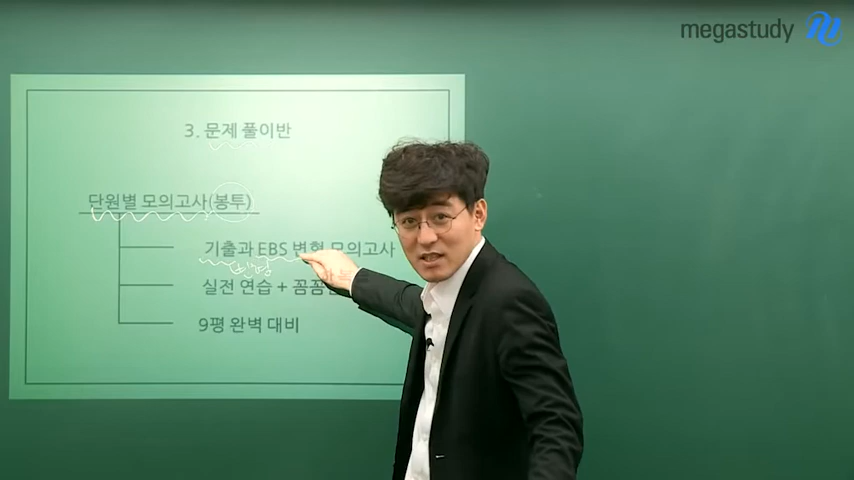 megastudy
3. 문제 풀이반
단원별 모의고사(봉투)
기출과 EBS 변형 모의고사
실전 연습 + 꼼꼼
9평 완벽 대비